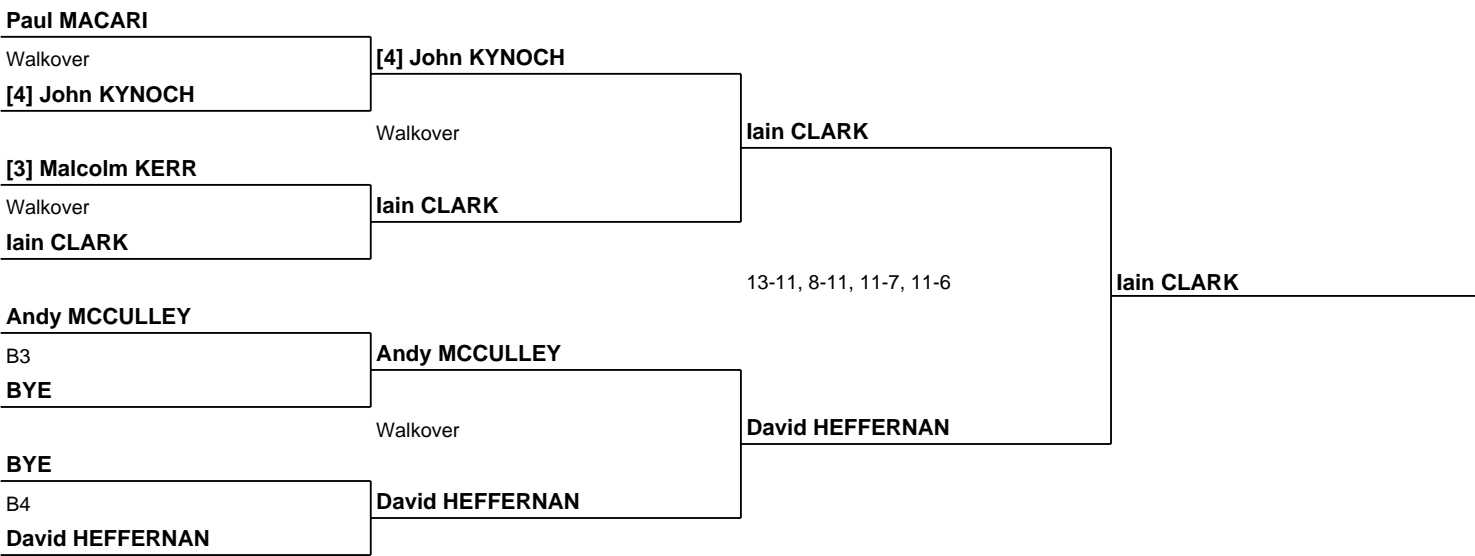 Paul MACARI
Walkover
[4] John KYNOCH
[4] John KYNOCH
Walkover
Iain CLARK
[3] Malcolm KERR
Walkover
Iain CLARK
Iain CLARK
13-11, 8-11, 11-7, 11-6
Iain CLARK
Andy MCCULLEY
B3
Andy MCCULLEY
BYE
Walkover
David HEFFERNAN
BYE
B4
David HEFFERNAN
David HEFFERNAN